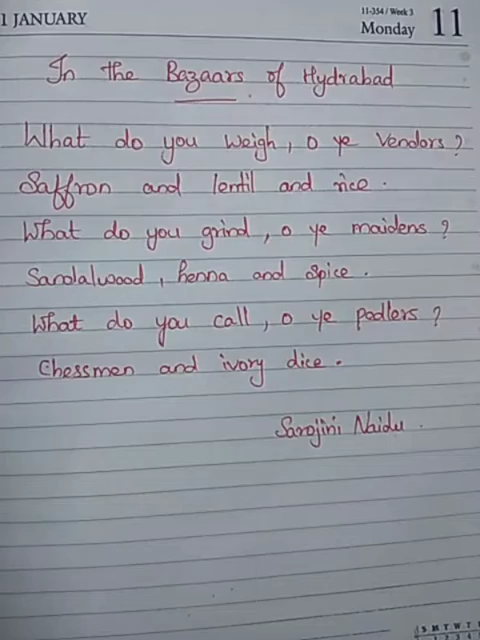 1 JANUARY
11-354 / Week 3
Monday 11
In the Bazaars of Hydrabad
What do you weigh, o ye Vendors?
Saffron and lentil and rice.
What do you grind, o ye maidens?
Sandalwood, henna and spice.
What do you call, o ye pedlers?
Chessmen and ivory dice.
Sarojini Naidu.
S M T W T